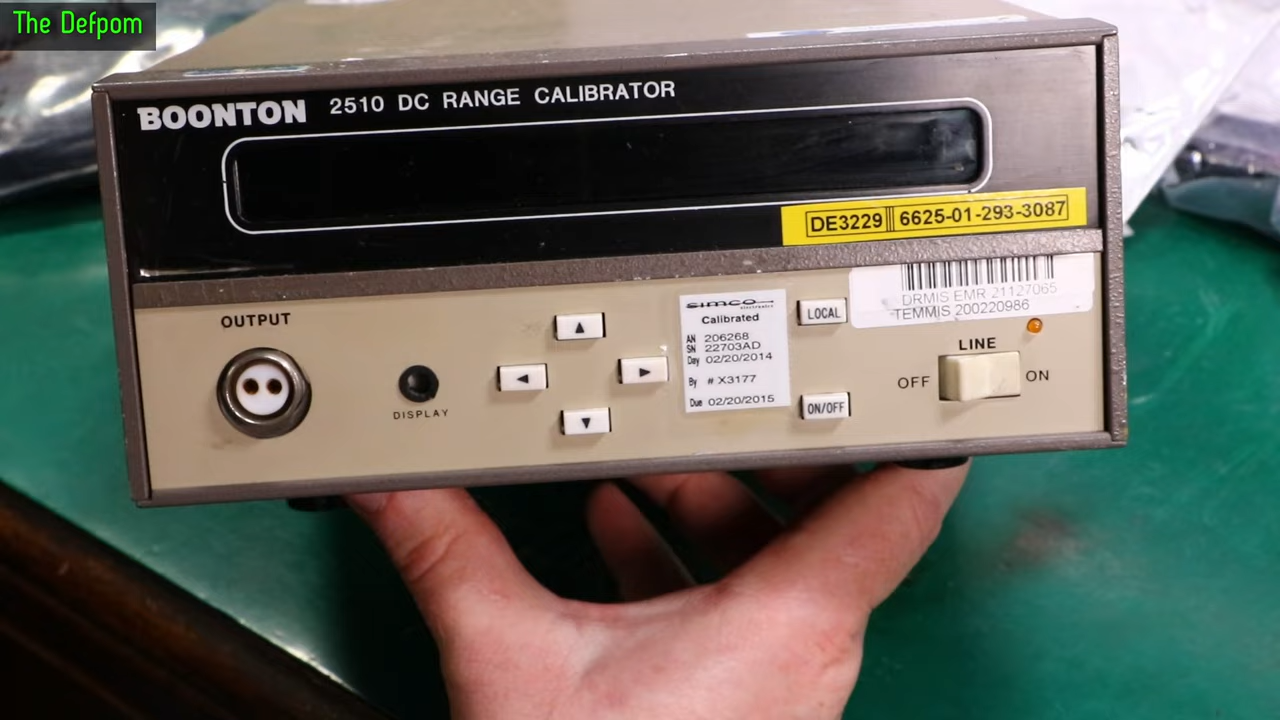 The Defpom
BOONTON 2510 DC RANGE CALIBRATOR
DE3229 6625-01-293-3087
DRMIS EMR 21127065
TEMMIS 200220986
OUTPUT
DISPLAY
simco
electronics
Calibrated
AN 206268
SN 22703AD
Day 02/20/2014
By # X3177
Due 02/20/2015
LOCAL
ON/OFF
LINE
OFF ON